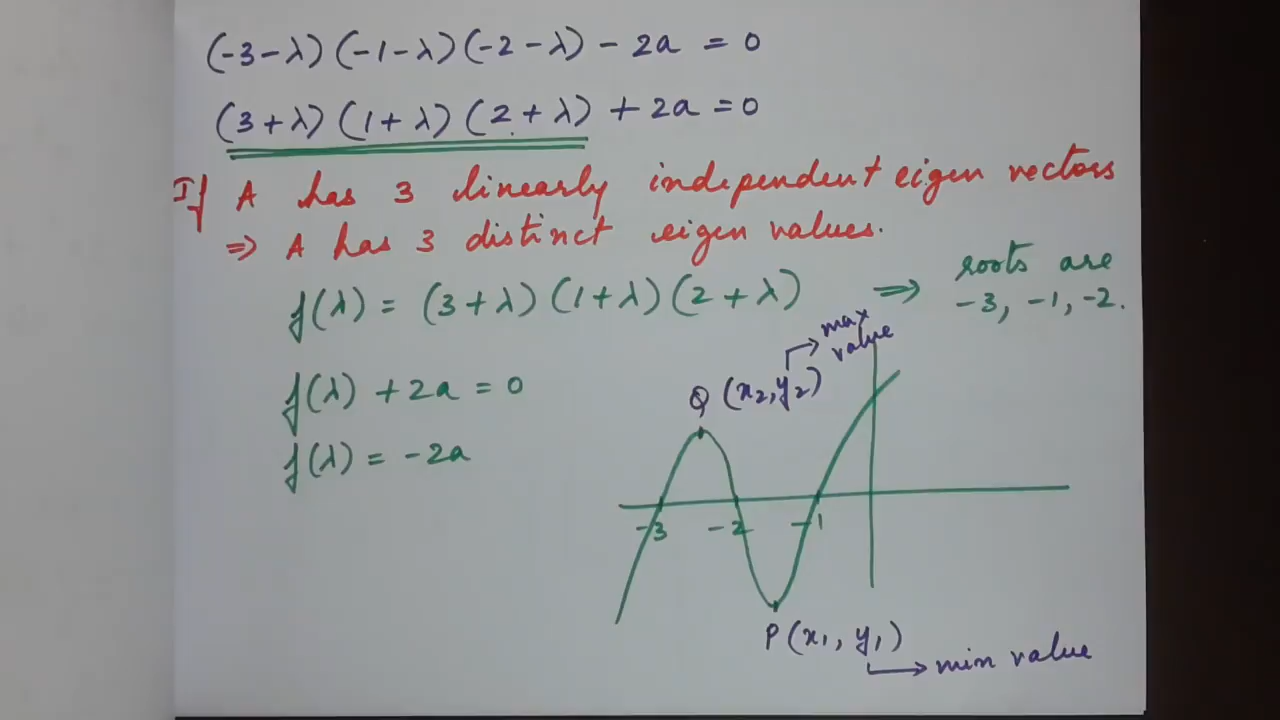 (-3-λ)(-1-λ)(-2-λ) - 2a = 0
(3+λ)(1+λ)(2+λ) + 2a = 0
If A has 3 linearly independent eigen vectors
⇒ A has 3 distinct eigen values.
f(λ) = (3+λ)(1+λ)(2+λ) ⇒ roots are
-3, -1, -2.
max
value
f(λ) + 2a = 0
Q (x₂, y₂)
f(λ) = -2a
-3 -2 -1
P (x₁, y₁)
min value